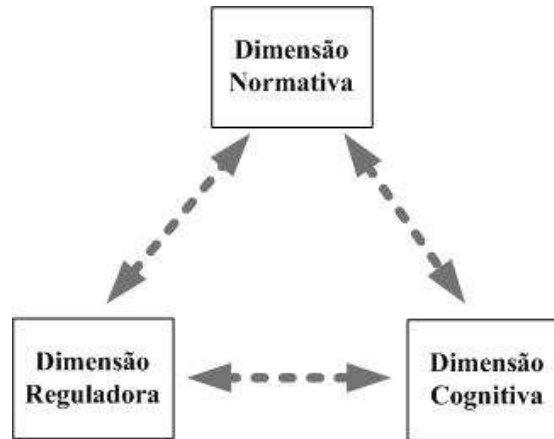 Dimensão
Normativa
Dimensão
Reguladora
Dimensão
Cognitiva